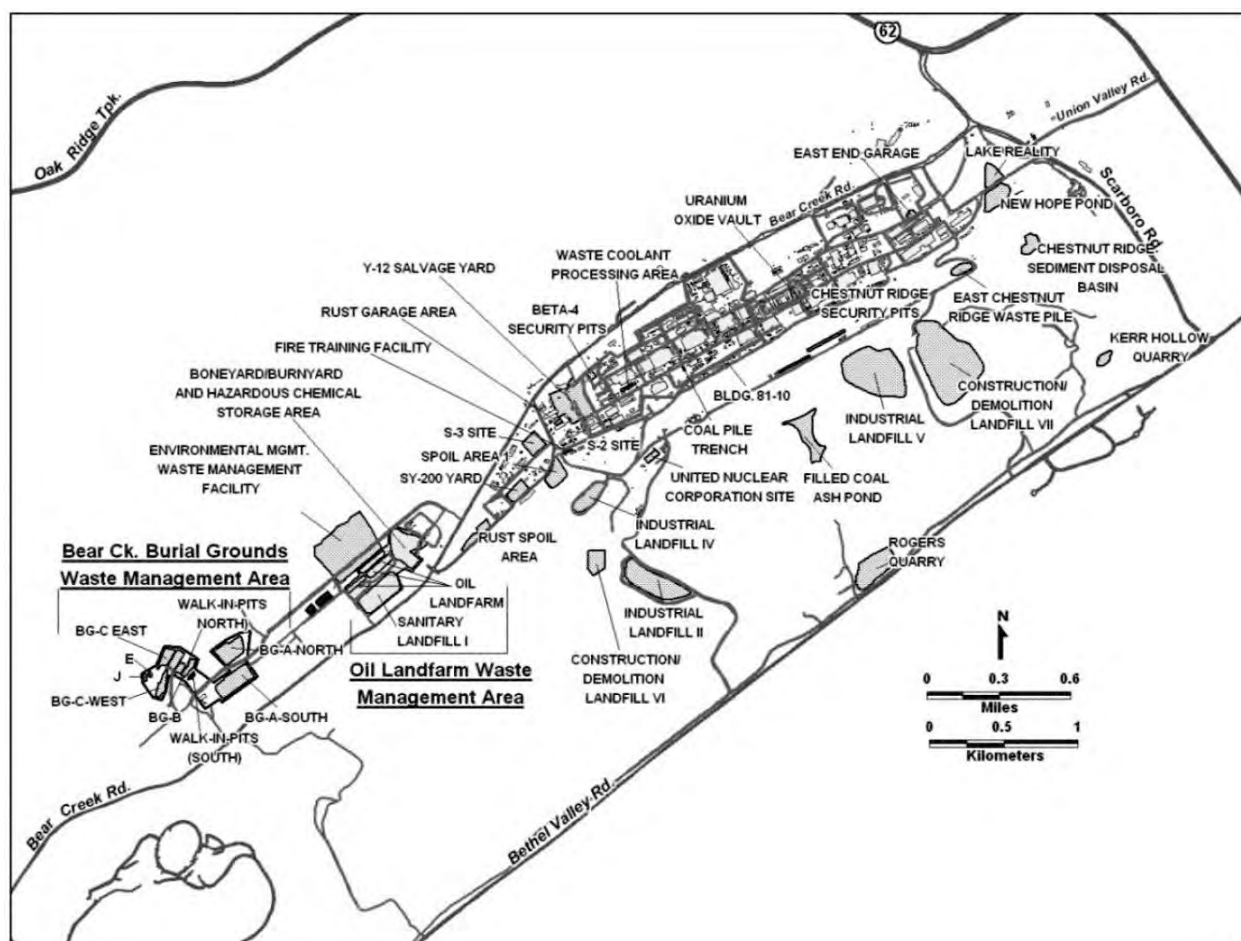 62
Oak Ridge Tpk.
Union Valley Rd.
EAST END GARAGE
LAKE REALITY
Scarboro Rd.
Bear Creek Rd.
NEW HOPE POND
URANIUM
OXIDE VAULT
WASTE COOLANT
PROCESSING AREA
CHESTNUT RIDGE
SEDIMENT DISPOSAL
BASIN
Y-12 SALVAGE YARD
BETA-4
SECURITY PITS
CHESTNUT RIDGE
SECURITY PITS
EAST CHESTNUT
RIDGE WASTE PILE
RUST GARAGE AREA
FIRE TRAINING FACILITY
KERR HOLLOW
QUARRY
BONEYARD/BURNYARD
AND HAZARDOUS CHEMICAL
STORAGE AREA
BLDG. 81-10
CONSTRUCTION/
DEMOLITION
LANDFILL VII
INDUSTRIAL
LANDFILL V
S-3 SITE
S-2 SITE
COAL PILE
TRENCH
SPOIL AREA 1
SY-200 YARD
ENVIRONMENTAL MGMT.
WASTE MANAGEMENT
FACILITY
UNITED NUCLEAR
CORPORATION SITE
FILLED COAL
ASH POND
RUST SPOIL
AREA
INDUSTRIAL
LANDFILL IV
ROGERS
QUARRY
Bear Ck. Burial Grounds
Waste Management Area
OIL
LANDFARM
SANITARY
LANDFILL I
WALK-IN-PITS
NORTH)
INDUSTRIAL
LANDFILL II
BG-C EAST
BG-A-NORTH
E
J
Oil Landfarm Waste
Management Area
CONSTRUCTION/
DEMOLITION
LANDFILL VI
BG-C-WEST
BG-B
BG-A-SOUTH
WALK-IN-PITS
(SOUTH)
Bear Creek Rd.
Bethel Valley Rd.
N
0 0.3 0.6
Miles
0 0.5 1
Kilometers